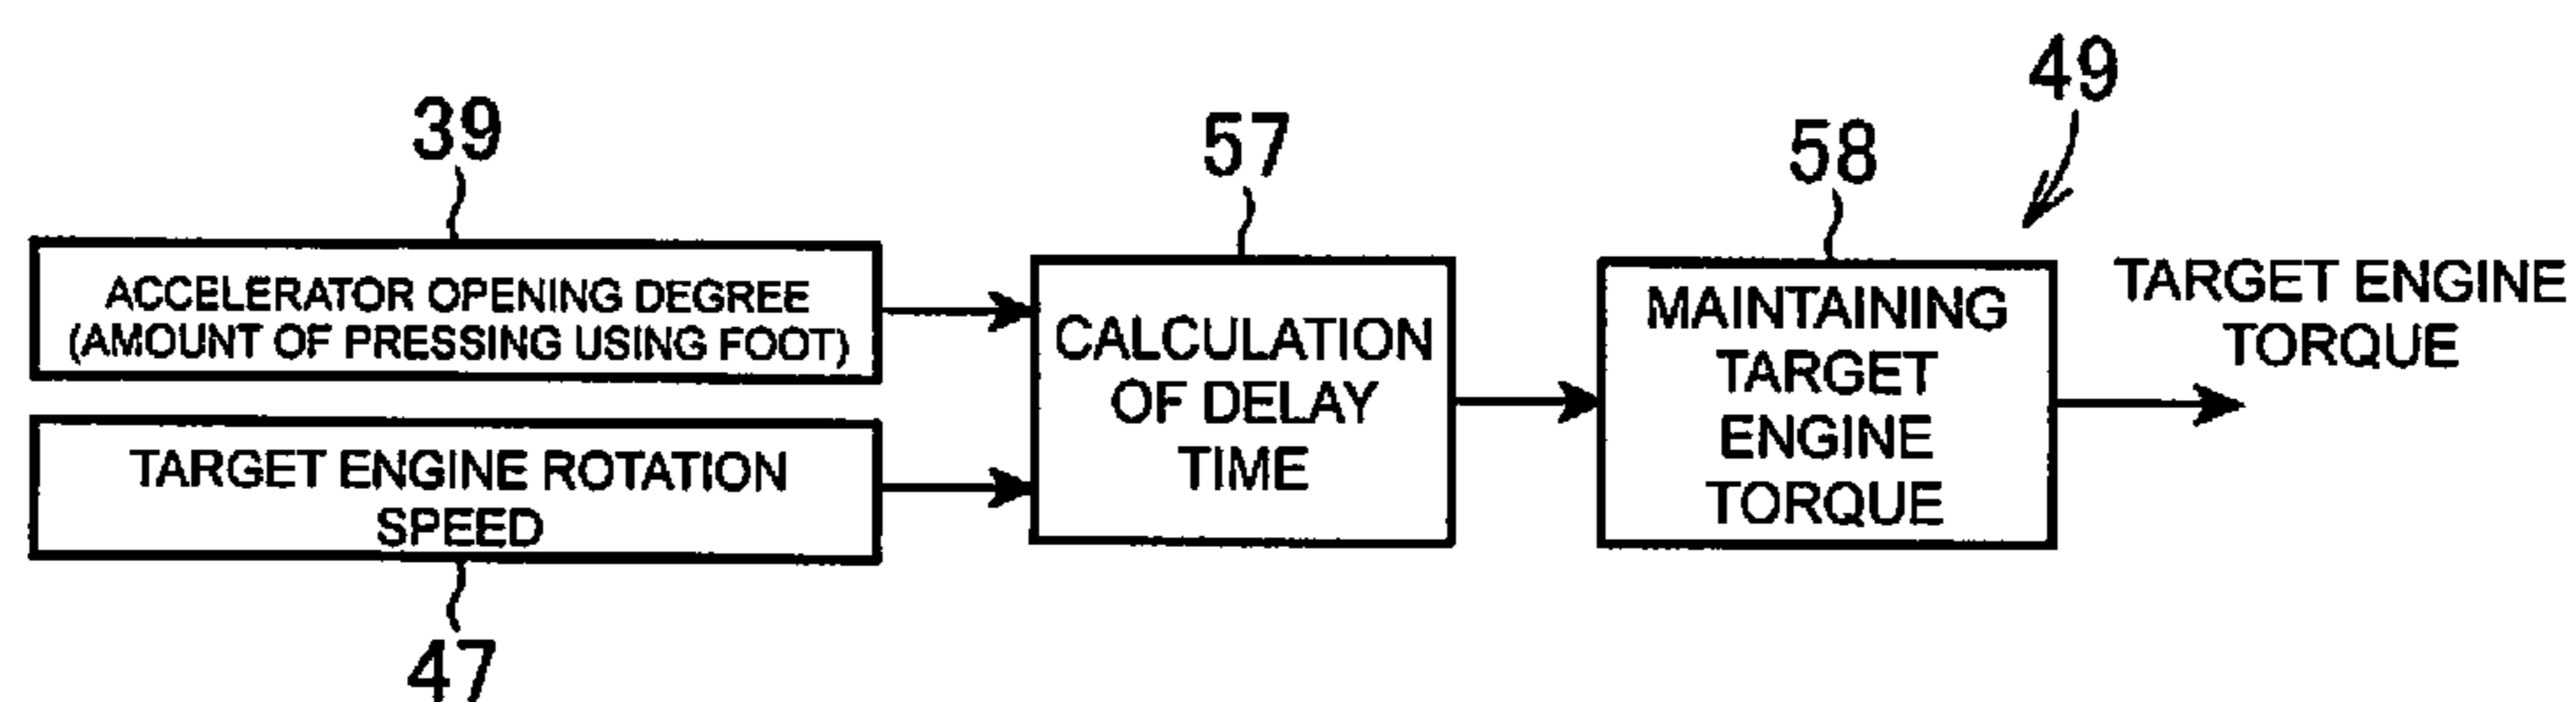 49
39
57
58
ACCELERATOR OPENING DEGREE
(AMOUNT OF PRESSING USING FOOT)
TARGET ENGINE ROTATION
SPEED
47
CALCULATION
OF DELAY
TIME
MAINTAINING
TARGET
ENGINE
TORQUE
TARGET ENGINE
TORQUE